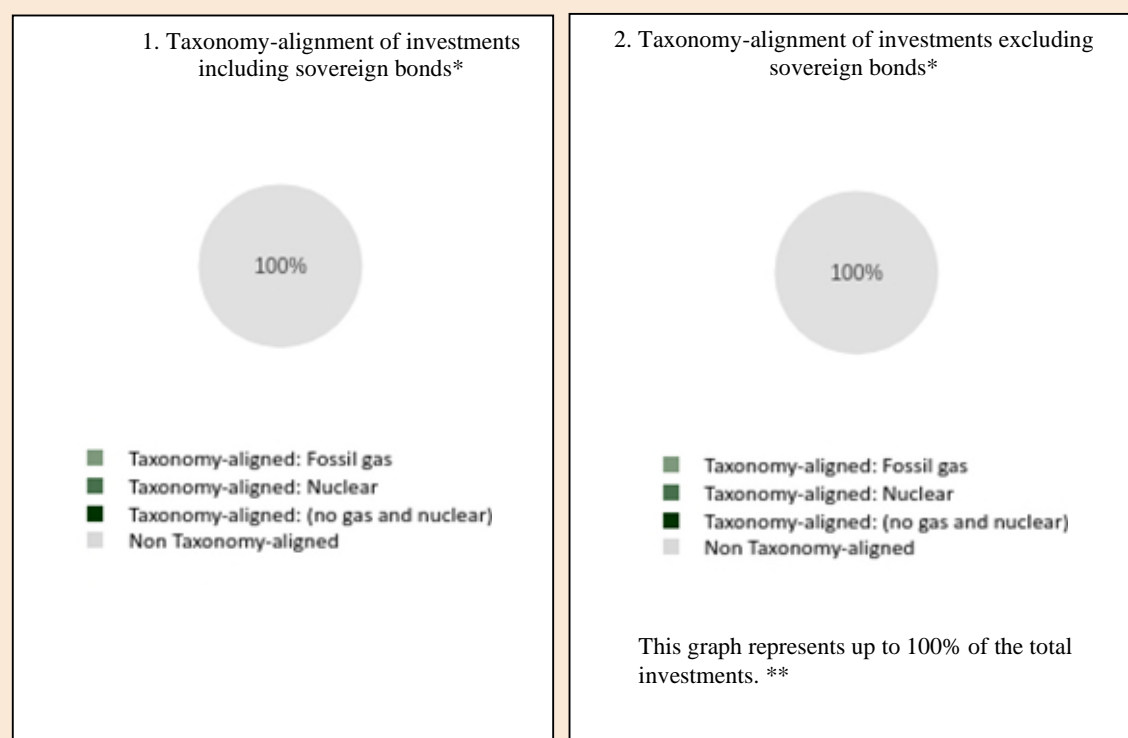 1. Taxonomy-alignment of investments
including sovereign bonds*
100%
Taxonomy-aligned: Fossil gas
Taxonomy-aligned: Nuclear
Taxonomy-aligned: (no gas and nuclear)
Non Taxonomy-aligned
2. Taxonomy-alignment of investments excluding
sovereign bonds*
100%
Taxonomy-aligned: Fossil gas
Taxonomy-aligned: Nuclear
Taxonomy-aligned: (no gas and nuclear)
Non Taxonomy-aligned
This graph represents up to 100% of the total
investments. **